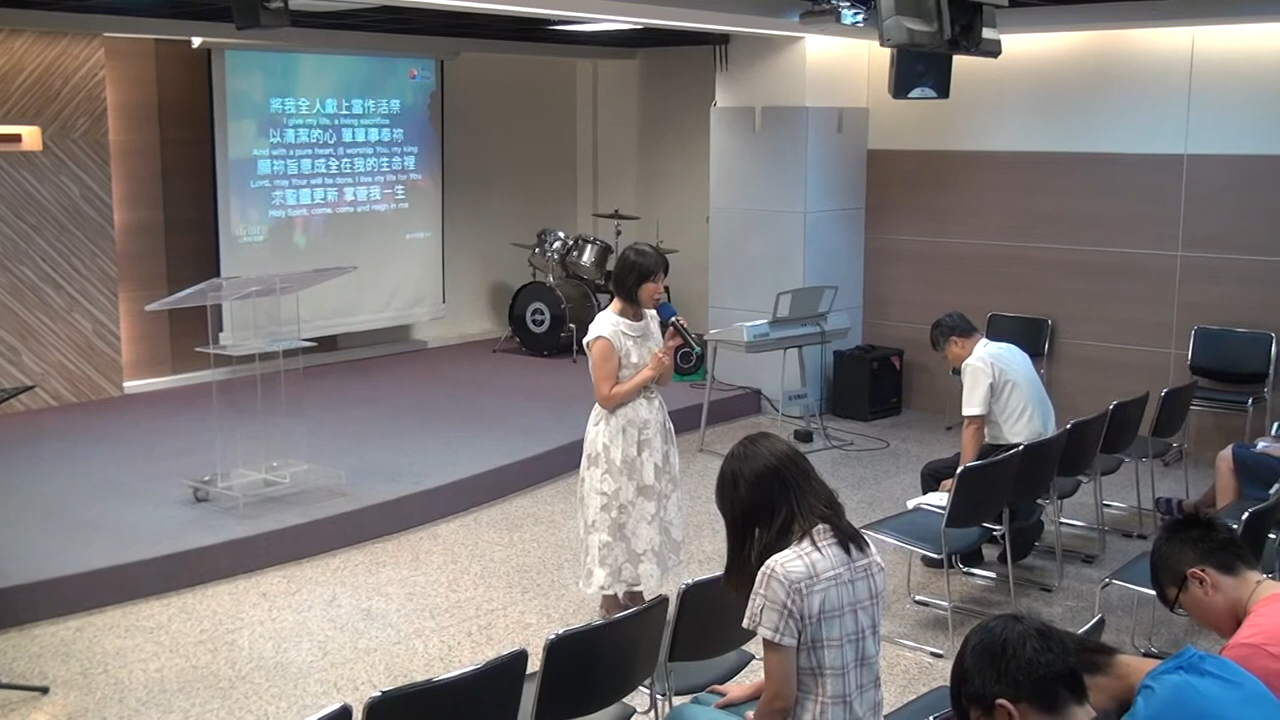 將我全人獻上當作活祭
I give my life, a living sacrifice
以清潔的心 單單事奉祢
And with a pure heart, (I) worship You, my King
願祢旨意成全在我的生命裡
Lord, may Your will be done, I live my life for You
求聖靈更新 掌管我一生
Holy Spirit, come, come and reign in me
YAMAHA